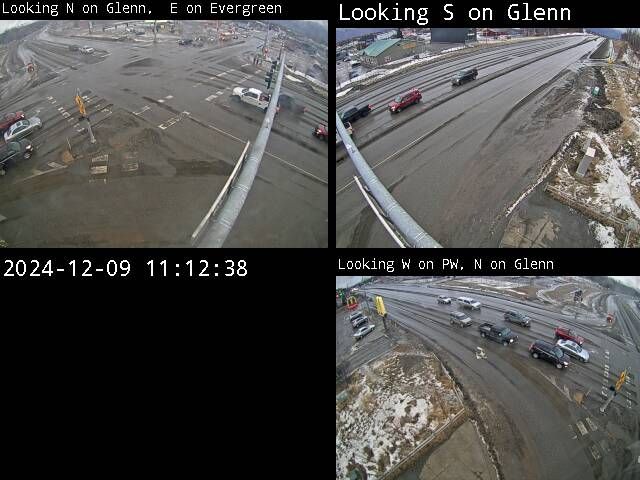 Looking N on Glenn, E on Evergreen
Looking S on Glenn
2024-12-09 11:12:38
Looking W on PW, N on Glenn